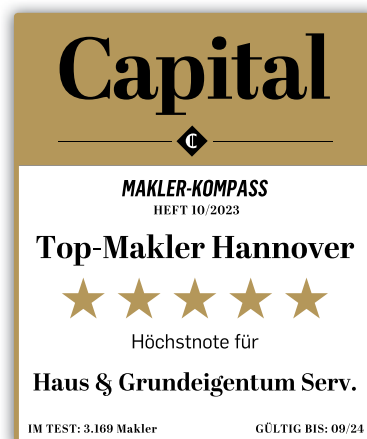 Capital
MAKLER-KOMPASS
HEFT 10/2023
Top-Makler Hannover
Höchstnote für
Haus & Grundeigentum Serv.
IM TEST: 3.169 Makler GÜLTIG BIS: 09/24